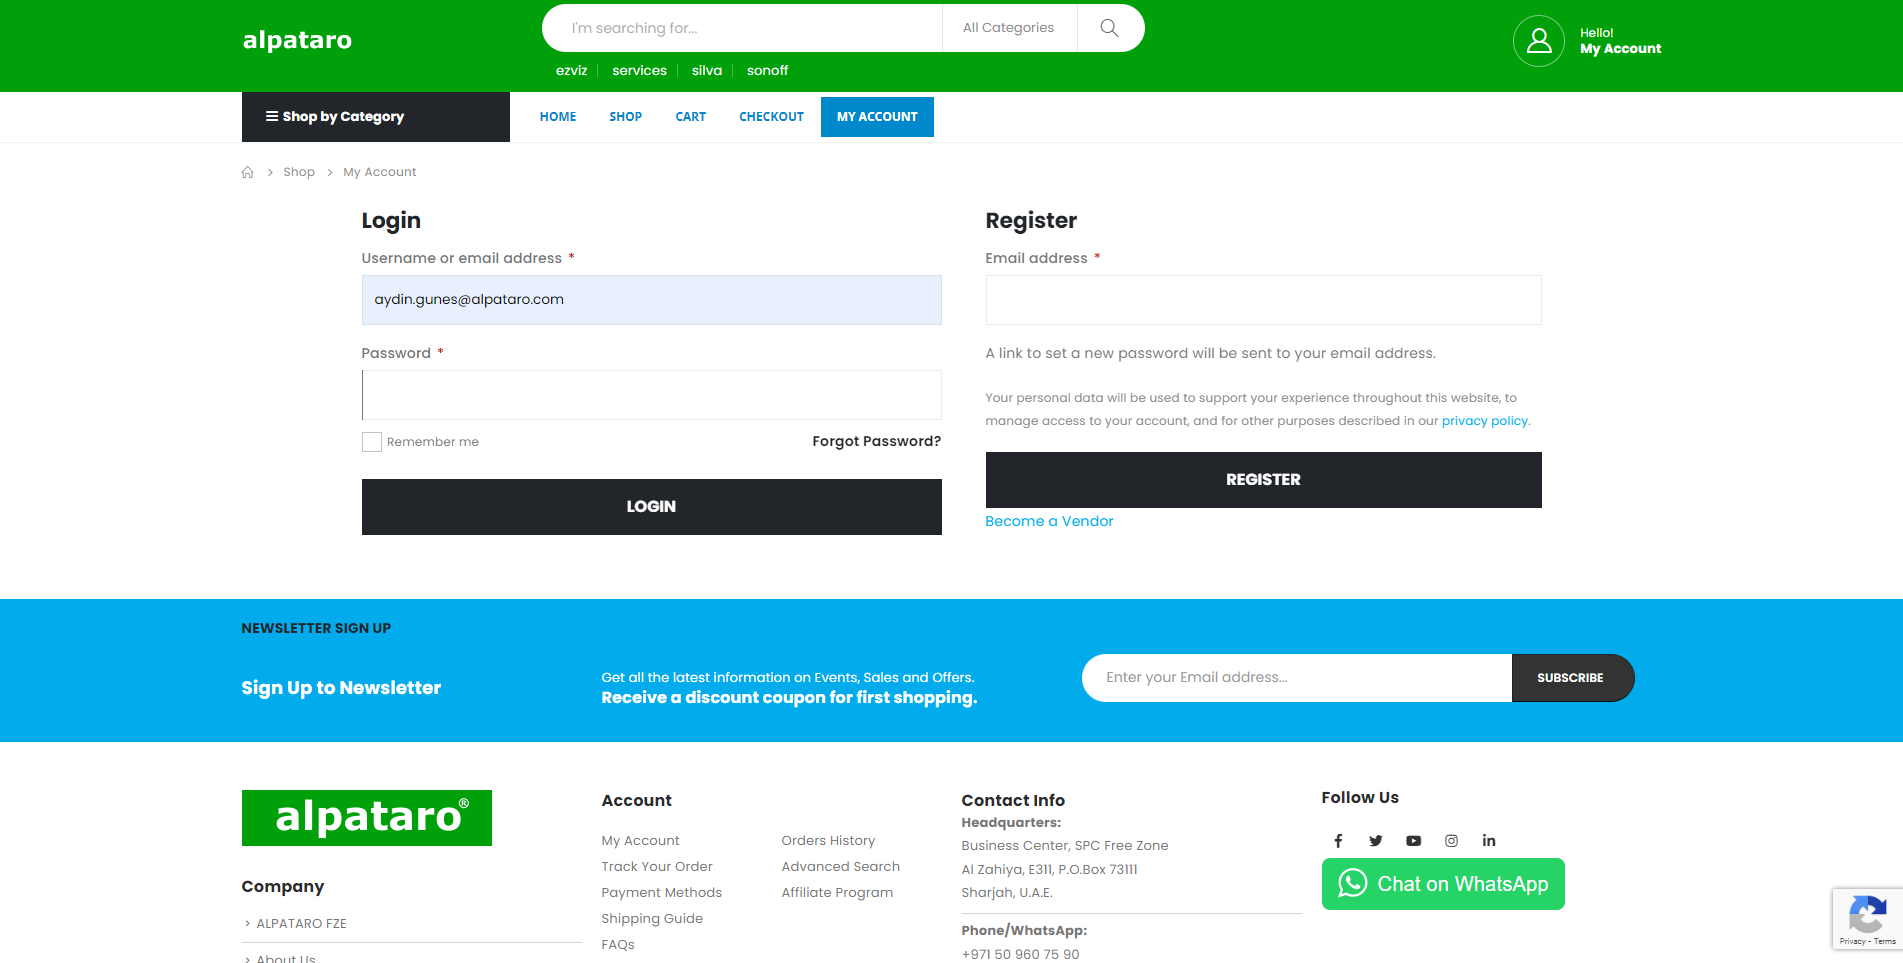 alpataro
I'm searching for...
All Categories
ezviz
services
silva
sonoff
Hello!
My Account
Shop by Category
HOME
SHOP
CART
CHECKOUT
MY ACCOUNT
Shop
My Account
Login
Username or email address *
aydin.gunes@alpataro.com
Password *
Remember me
Forgot Password?
LOGIN
Register
Email address *
A link to set a new password will be sent to your email address.
Your personal data will be used to support your experience throughout this website, to
manage access to your account, and for other purposes described in our privacy policy.
REGISTER
Become a Vendor
NEWSLETTER SIGN UP
Sign Up to Newsletter
Get all the latest information on Events, Sales and Offers.
Receive a discount coupon for first shopping.
Enter your Email address...
SUBSCRIBE
alpataro®
Company
ALPATARO FZE
About Us
Account
My Account
Track Your Order
Payment Methods
Shipping Guide
FAQs
Orders History
Advanced Search
Affiliate Program
Contact Info
Headquarters:
Business Center, SPC Free Zone
Al Zahiya, E311, P.O.Box 73111
Sharjah, U.A.E.
Phone/WhatsApp:
+971 50 960 75 90
Follow Us
Chat on WhatsApp
Privacy - Terms